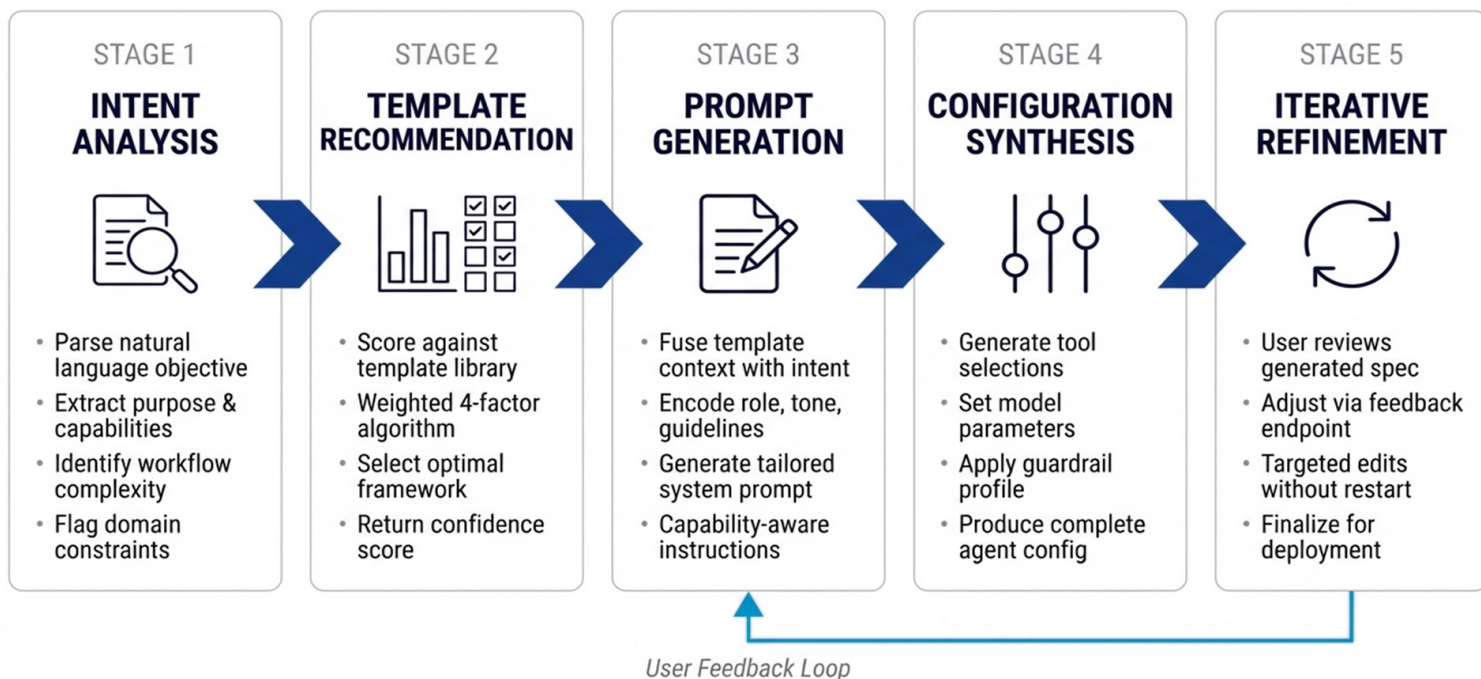 STAGE 1
INTENT
ANALYSIS
• Parse natural
language objective
• Extract purpose &
capabilities
• Identify workflow
complexity
• Flag domain
constraints
STAGE 2
TEMPLATE
RECOMMENDATION
• Score against
template library
• Weighted 4-factor
algorithm
• Select optimal
framework
• Return confidence
score
STAGE 3
PROMPT
GENERATION
• Fuse template
context with intent
• Encode role, tone,
guidelines
• Generate tailored
system prompt
• Capability-aware
instructions
STAGE 4
CONFIGURATION
SYNTHESIS
• Generate tool
selections
• Set model
parameters
• Apply guardrail
profile
• Produce complete
agent config
STAGE 5
ITERATIVE
REFINEMENT
• User reviews
generated spec
• Adjust via feedback
endpoint
• Targeted edits
without restart
• Finalize for
deployment
User Feedback Loop